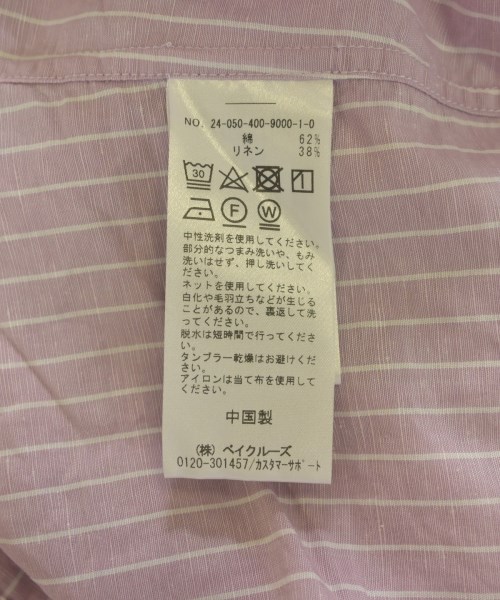 NO. 24-050-400-9000-1-0
綿 62%
リネン 38%
30
F W
中性洗剤を使用してください。
部分的なつまみ洗いや、もみ
洗いはせず、押し洗いしてく
ださい。
ネットを使用してください。
白化や毛羽立ちなどが生じる
ことがあるので、裏返して洗
ってください。
脱水は短時間で行ってください。
タンブラー乾燥はお避けくだ
さい。
アイロンは当て布を使用して
ください。
中国製
(株) ベイクルーズ
0120-301457/カスタマーサポート